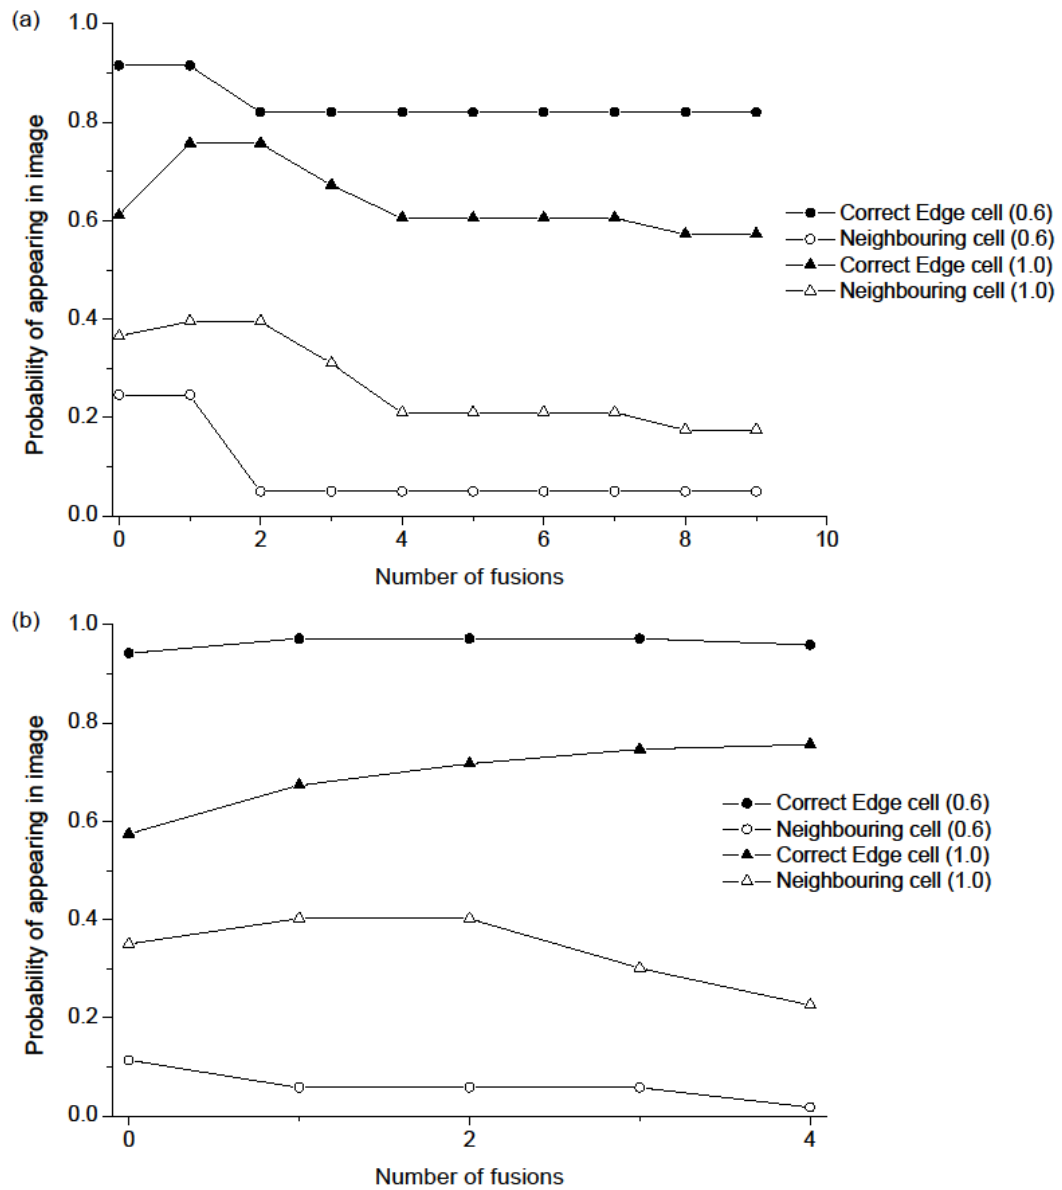 (a)
1.0
0.8
0.6
0.4
0.2
0.0
Probability of appearing in image
0 2 4 6 8 10
Number of fusions
Correct Edge cell (0.6)
Neighbouring cell (0.6)
Correct Edge cell (1.0)
Neighbouring cell (1.0)
(b)
1.0
0.8
0.6
0.4
0.2
0.0
Probability of appearing in image
0 2 4
Number of fusions
Correct Edge cell (0.6)
Neighbouring cell (0.6)
Correct Edge cell (1.0)
Neighbouring cell (1.0)